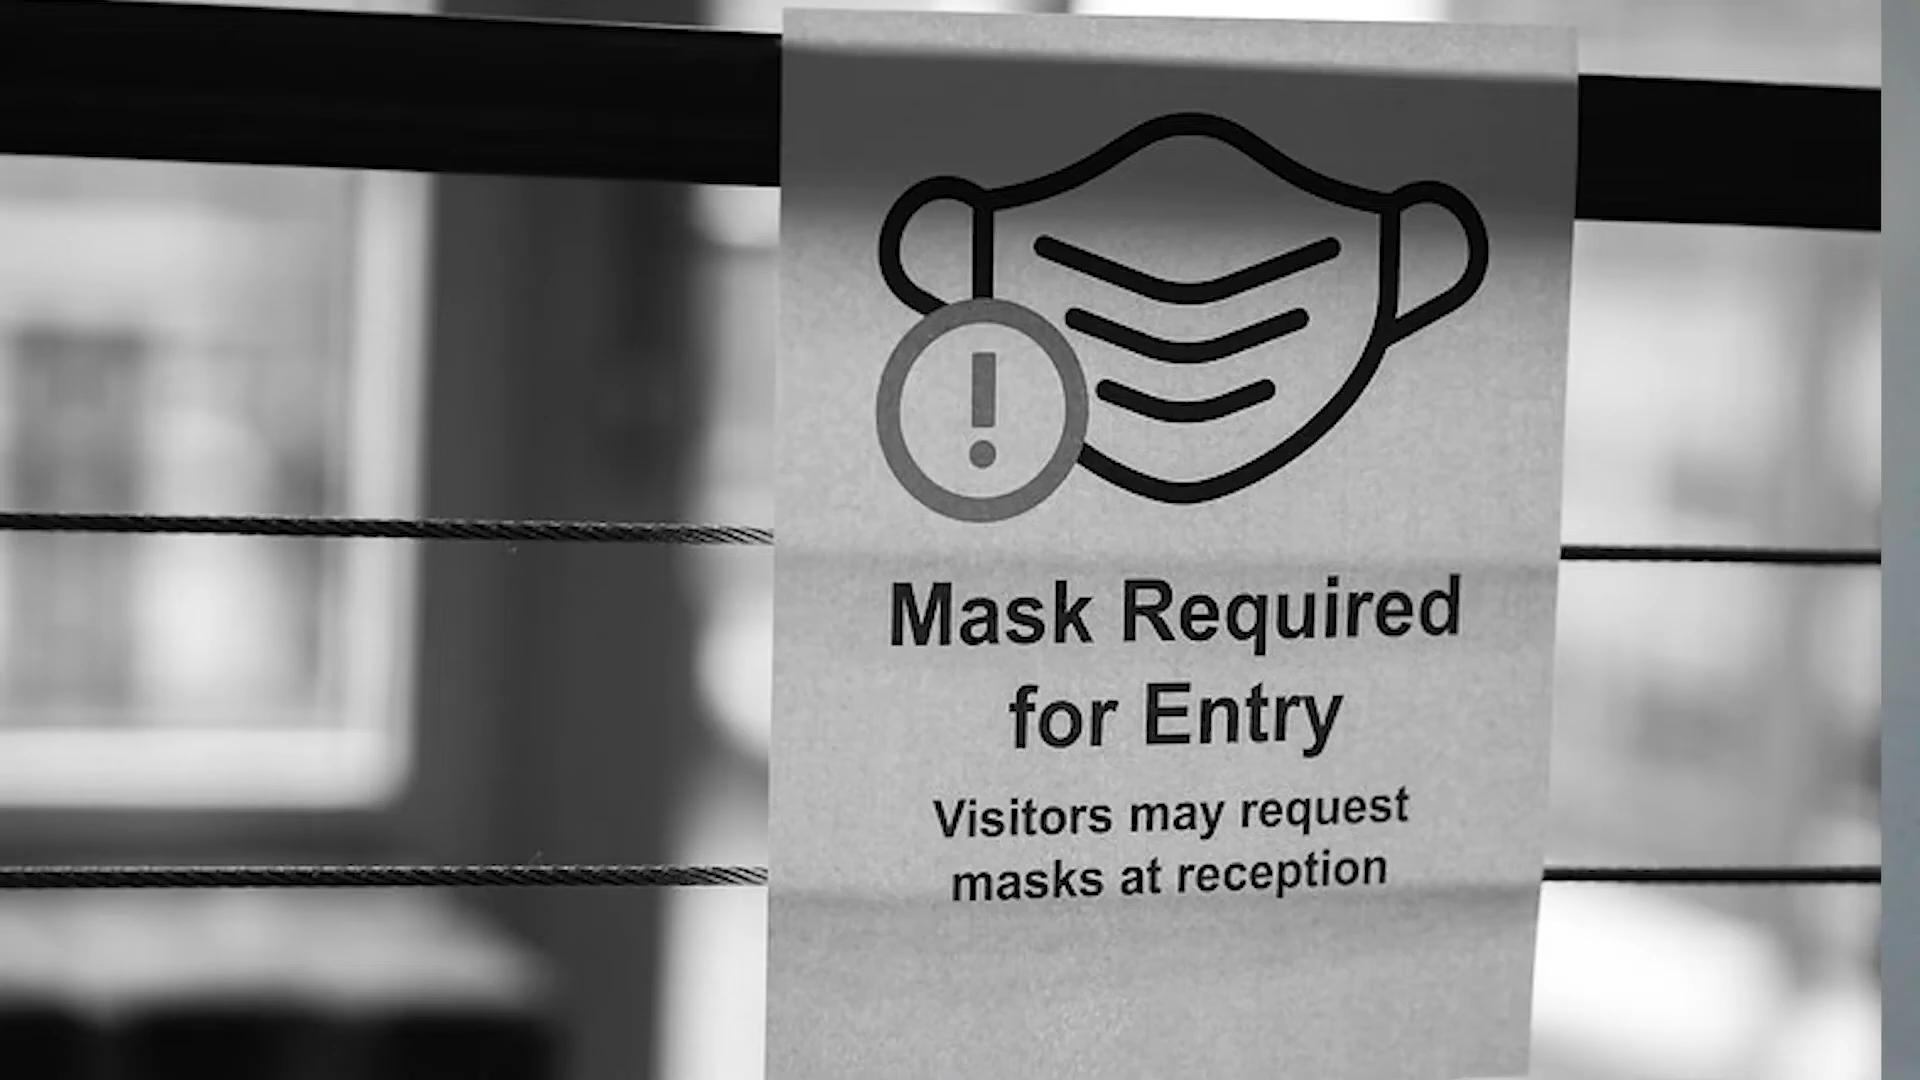 Mask Required
for Entry
Visitors may request
masks at reception